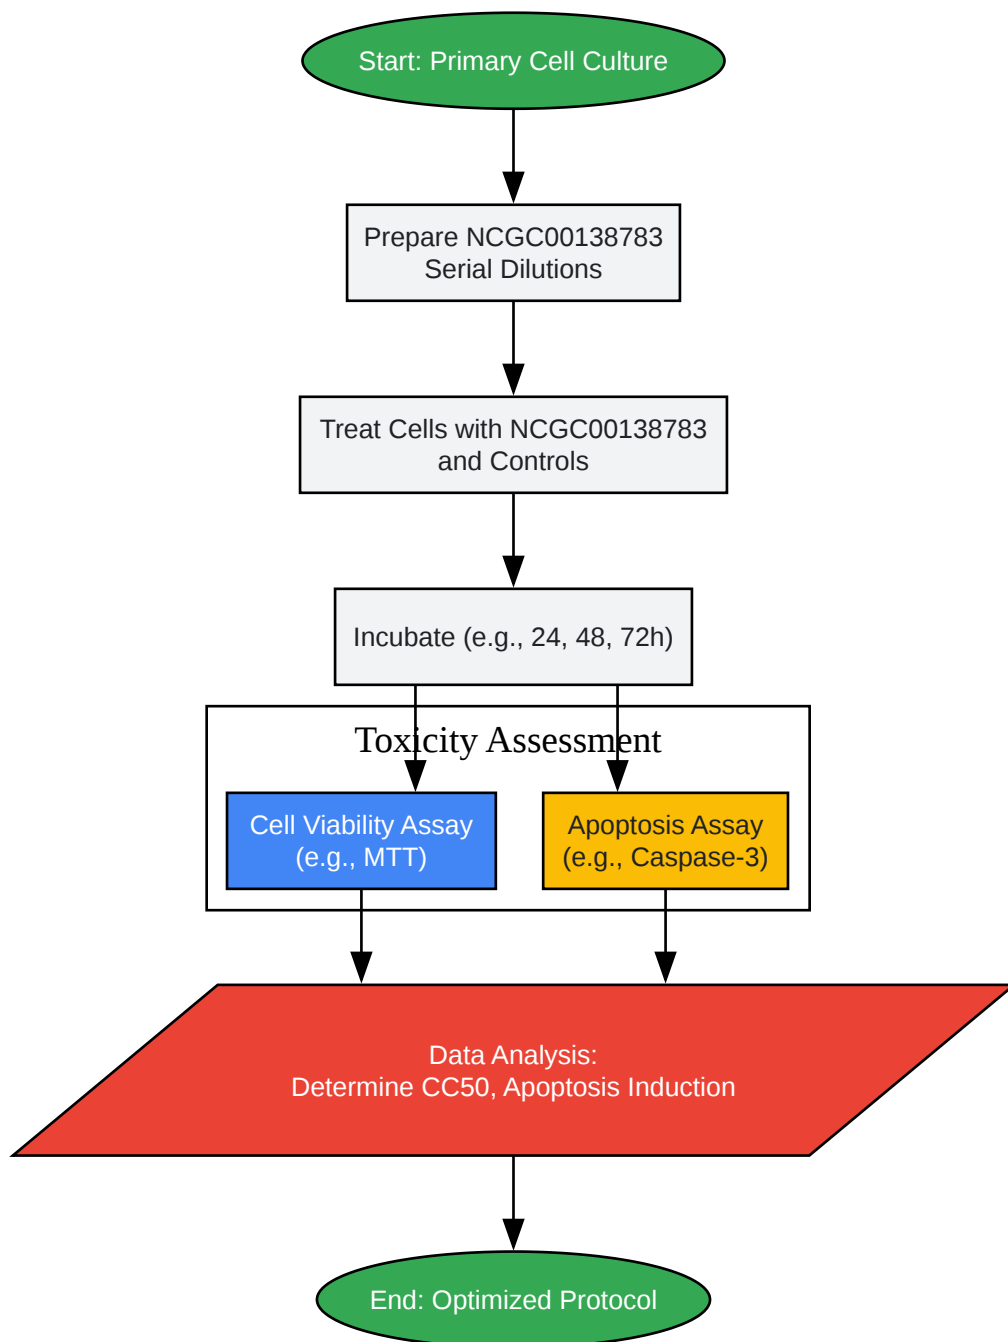 Start: Primary Cell Culture
Prepare NCGC00138783
Serial Dilutions
Treat Cells with NCGC00138783
and Controls
Incubate (e.g., 24, 48, 72h)
Toxicity Assessment
Cell Viability Assay
(e.g., MTT)
Apoptosis Assay
(e.g., Caspase-3)
Data Analysis:
Determine CC50, Apoptosis Induction
End: Optimized Protocol